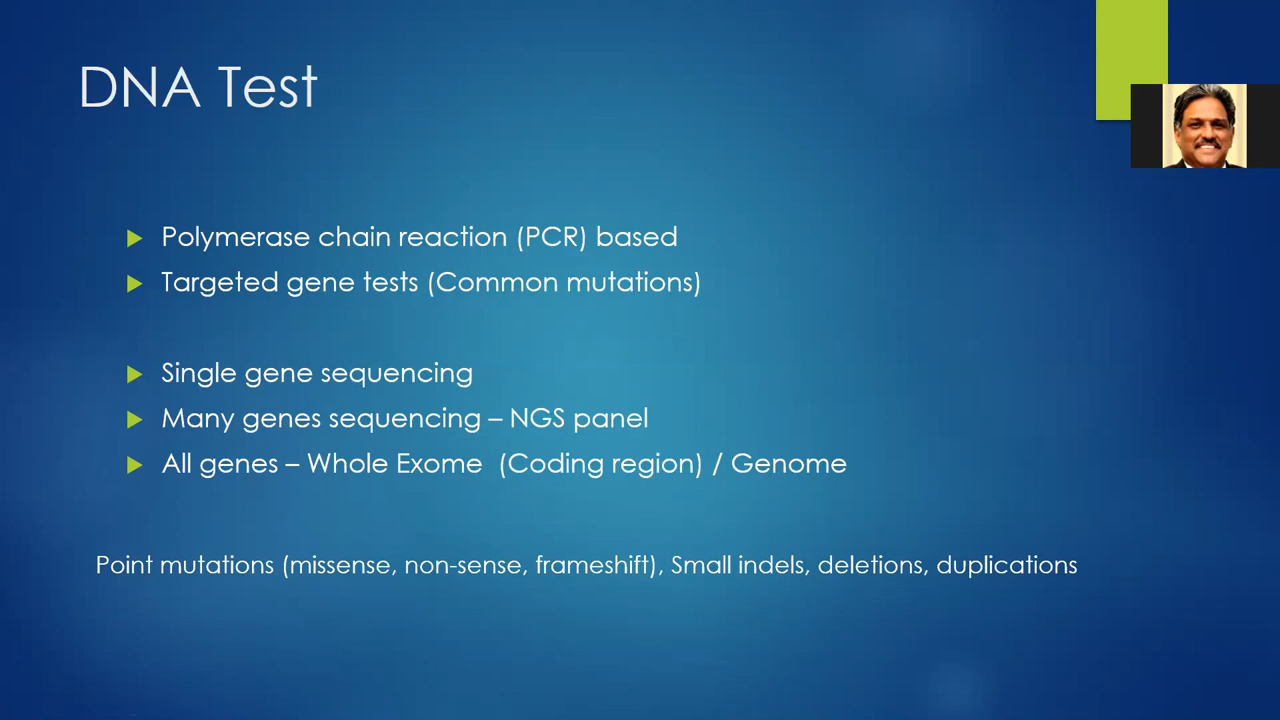 DNA Test
Polymerase chain reaction (PCR) based
Targeted gene tests (Common mutations)
Single gene sequencing
Many genes sequencing – NGS panel
All genes – Whole Exome (Coding region) / Genome
Point mutations (missense, non-sense, frameshift), Small indels, deletions, duplications